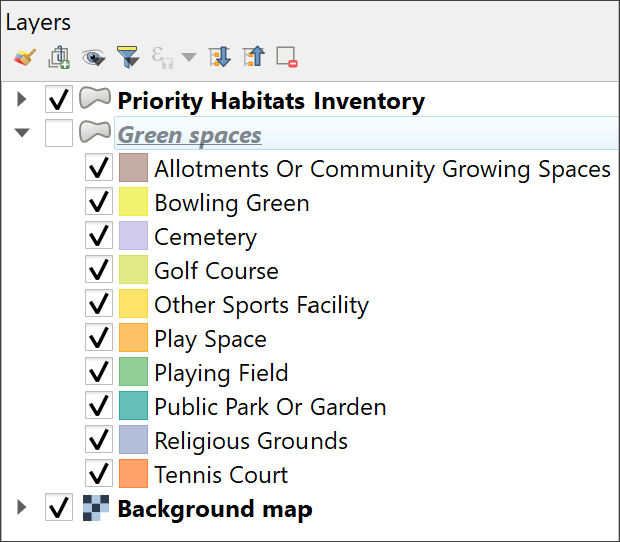 Layers
Priority Habitats Inventory
Green spaces
Allotments Or Community Growing Spaces
Bowling Green
Cemetery
Golf Course
Other Sports Facility
Play Space
Playing Field
Public Park Or Garden
Religious Grounds
Tennis Court
Background map